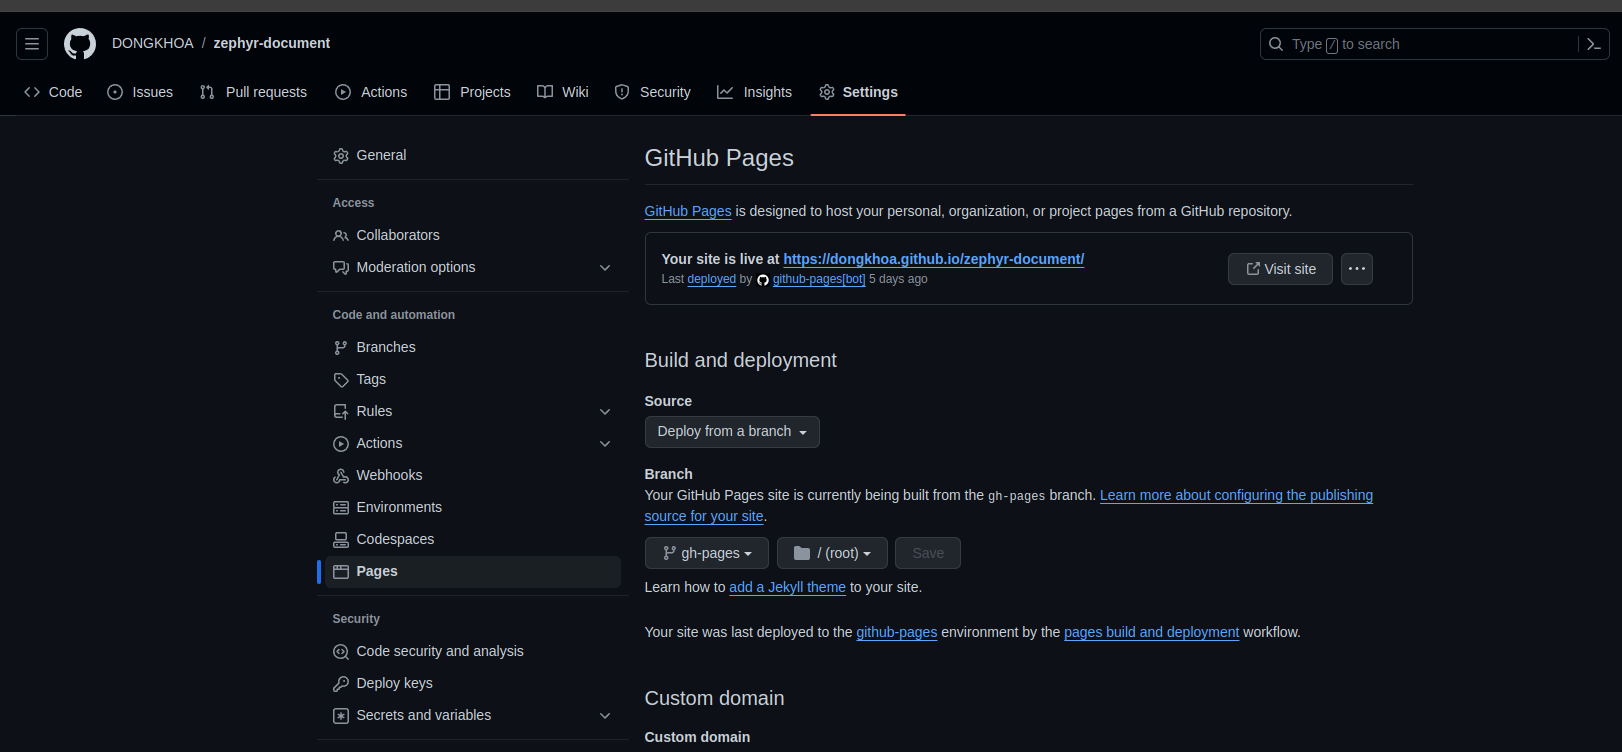 DONGKHOA / zephyr-document
Type / to search
Code Issues Pull requests Actions Projects Wiki Security Insights Settings
General
Access
Collaborators
Moderation options
Code and automation
Branches
Tags
Rules
Actions
Webhooks
Environments
Codespaces
Pages
Security
Code security and analysis
Deploy keys
Secrets and variables
GitHub Pages
GitHub Pages is designed to host your personal, organization, or project pages from a GitHub repository.
Your site is live at https://dongkhoa.github.io/zephyr-document/
Last deployed by github-pages[bot] 5 days ago
Visit site
Build and deployment
Source
Deploy from a branch
Branch
Your GitHub Pages site is currently being built from the gh-pages branch. Learn more about configuring the publishing
source for your site.
gh-pages / (root) Save
Learn how to add a Jekyll theme to your site.
Your site was last deployed to the github-pages environment by the pages build and deployment workflow.
Custom domain
Custom domain